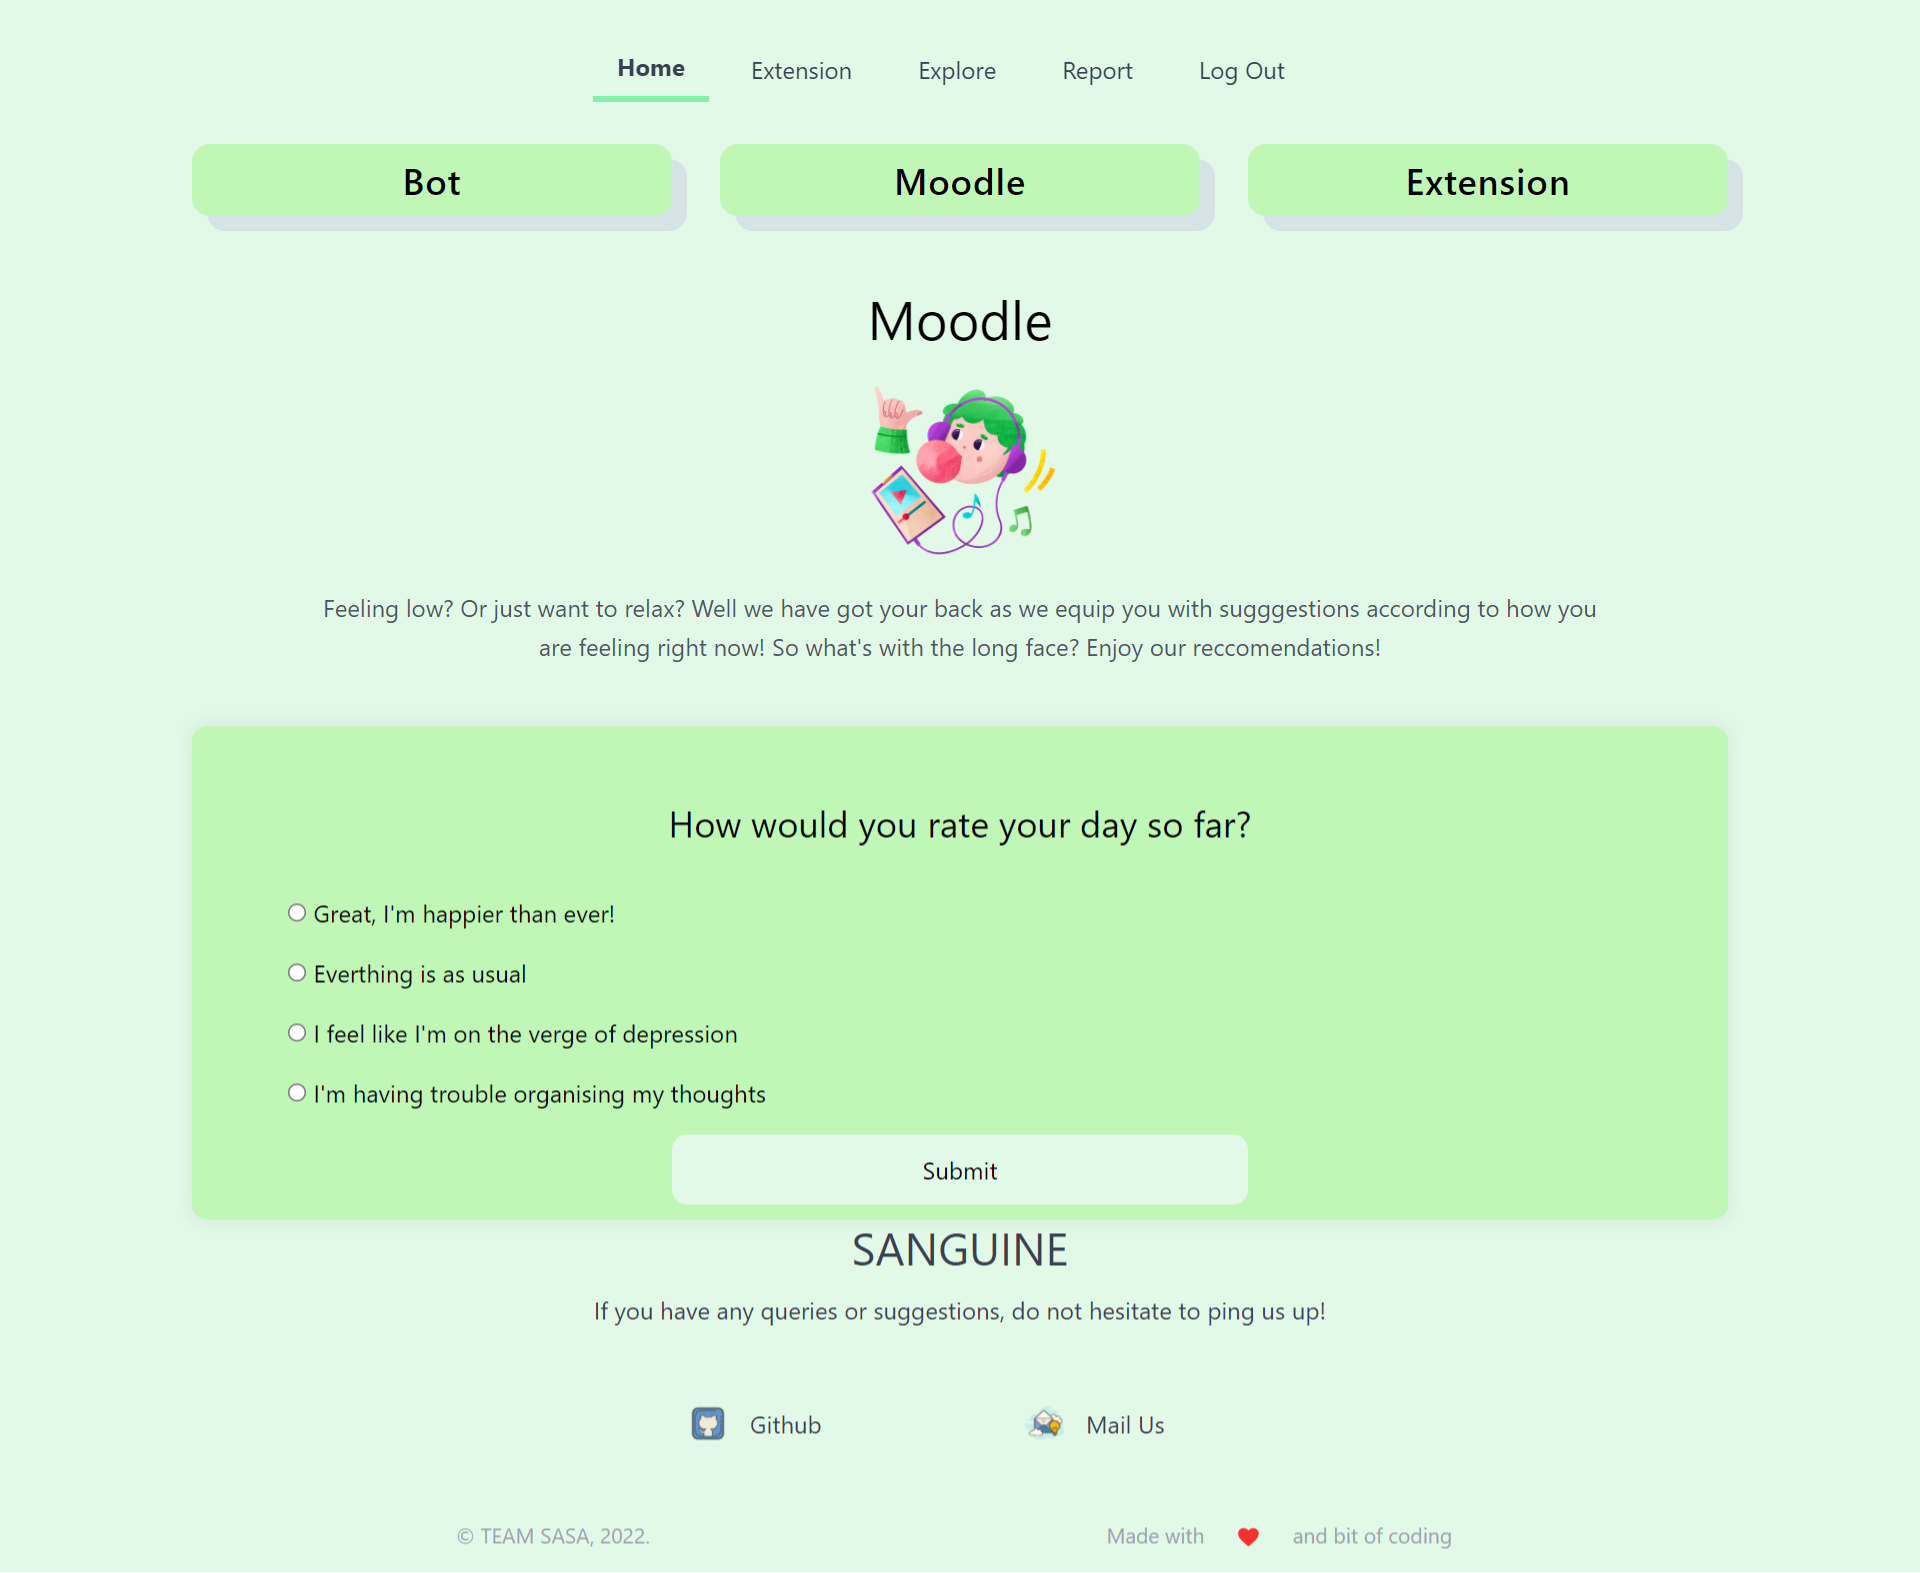 Home Extension Explore Report Log Out
Bot Moodle Extension
Moodle
Feeling low? Or just want to relax? Well we have got your back as we equip you with sugggestions according to how you
are feeling right now! So what's with the long face? Enjoy our reccomendations!
How would you rate your day so far?
Great, I'm happier than ever!
Everthing is as usual
I feel like I'm on the verge of depression
I'm having trouble organising my thoughts
Submit
SANGUINE
If you have any queries or suggestions, do not hesitate to ping us up!
Github Mail Us
© TEAM SASA, 2022. Made with ❤ and bit of coding